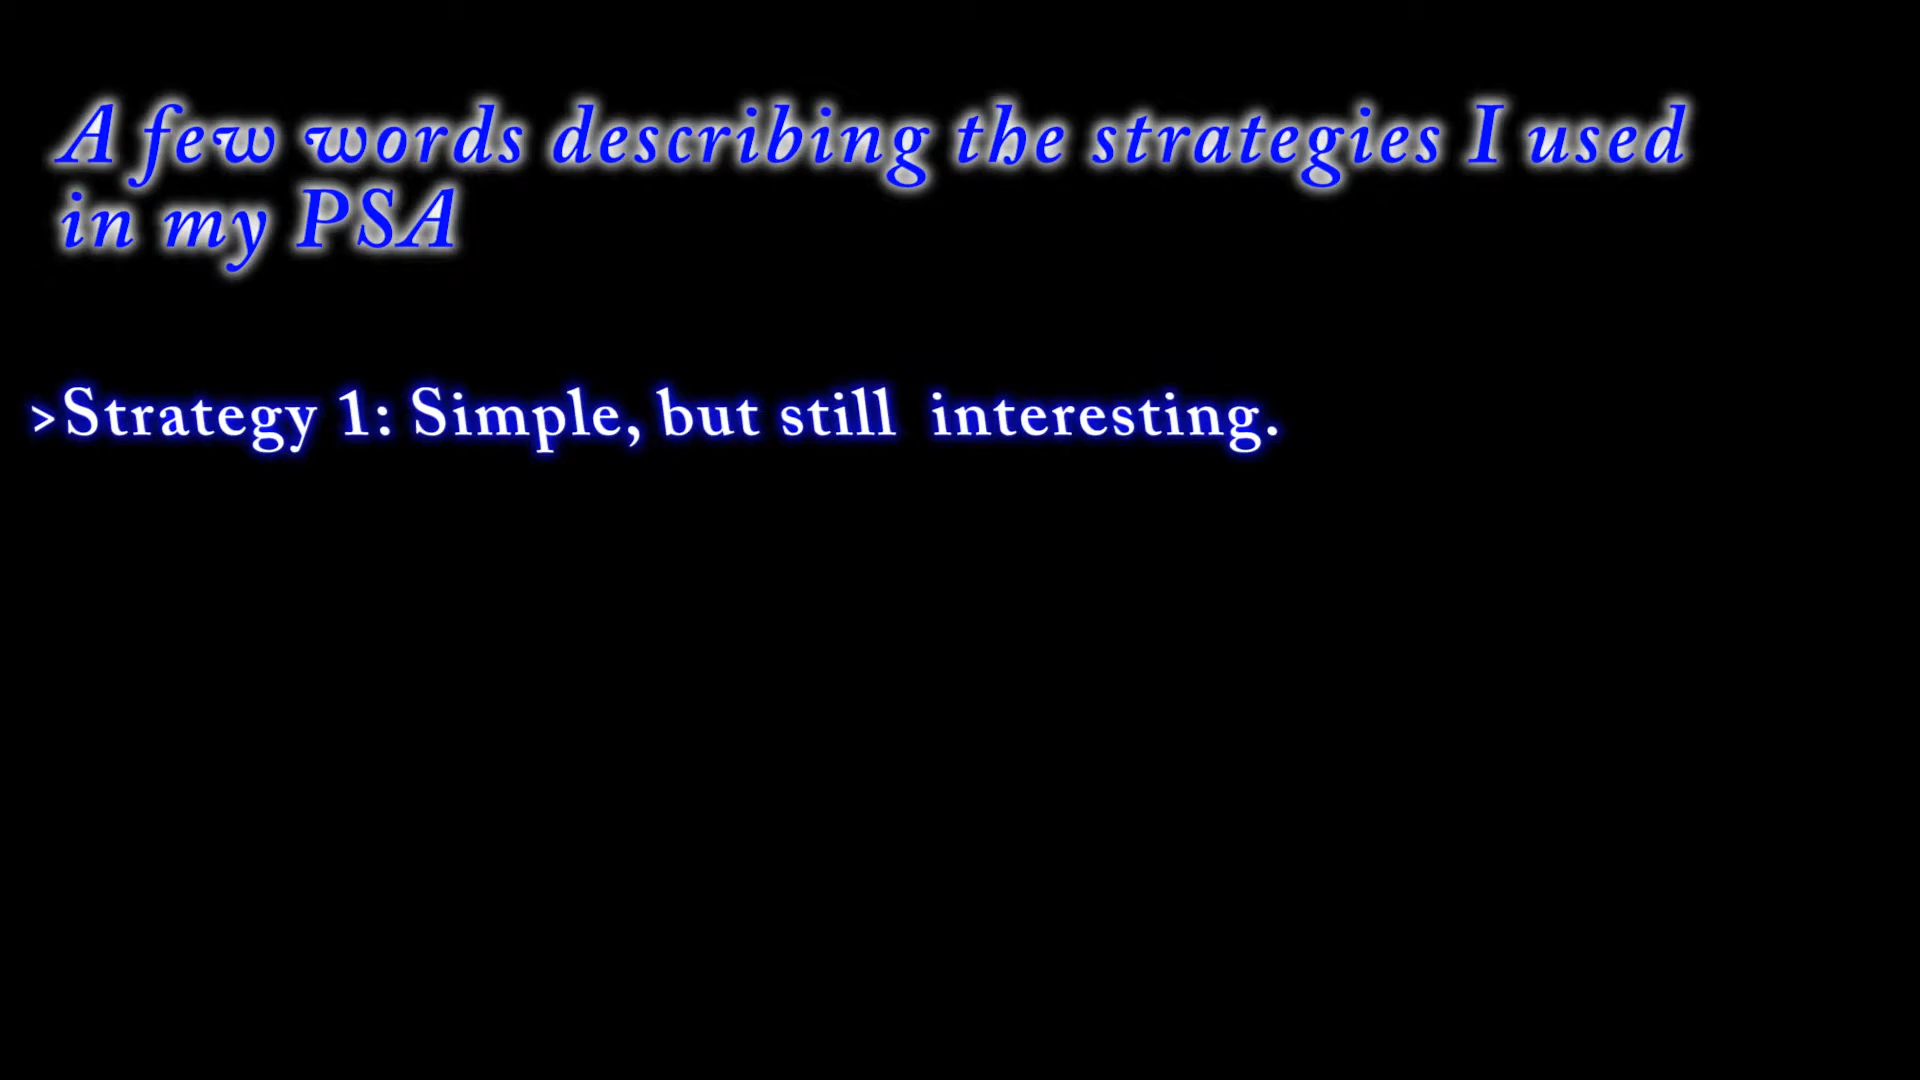 A few words describing the strategies I used
in my PSA
>Strategy 1: Simple, but still  interesting.